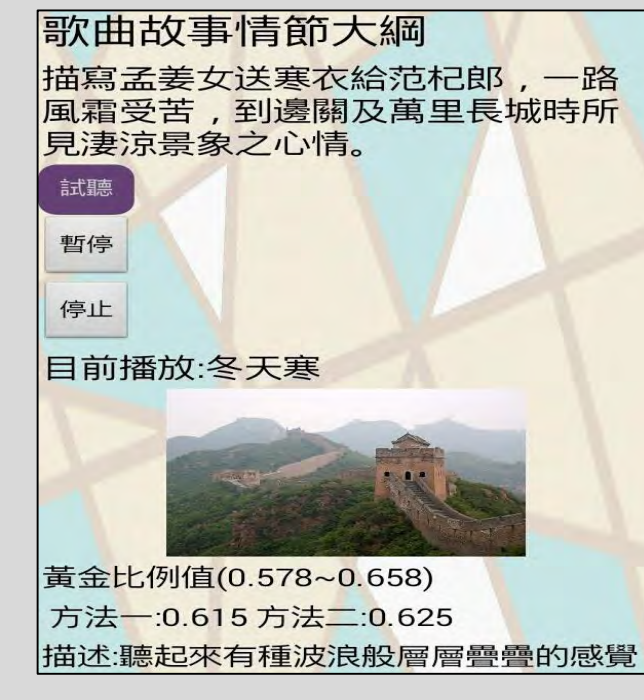 歌曲故事情節大綱
描寫孟姜女送寒衣給范杞郎，一路
風霜受苦，到邊關及萬里長城時所
見淒涼景象之心情。
試聽
暫停
停止
目前播放:冬天寒
黃金比例值(0.578~0.658)
方法一:0.615 方法二:0.625
描述:聽起來有種波浪般層層疊疊的感覺